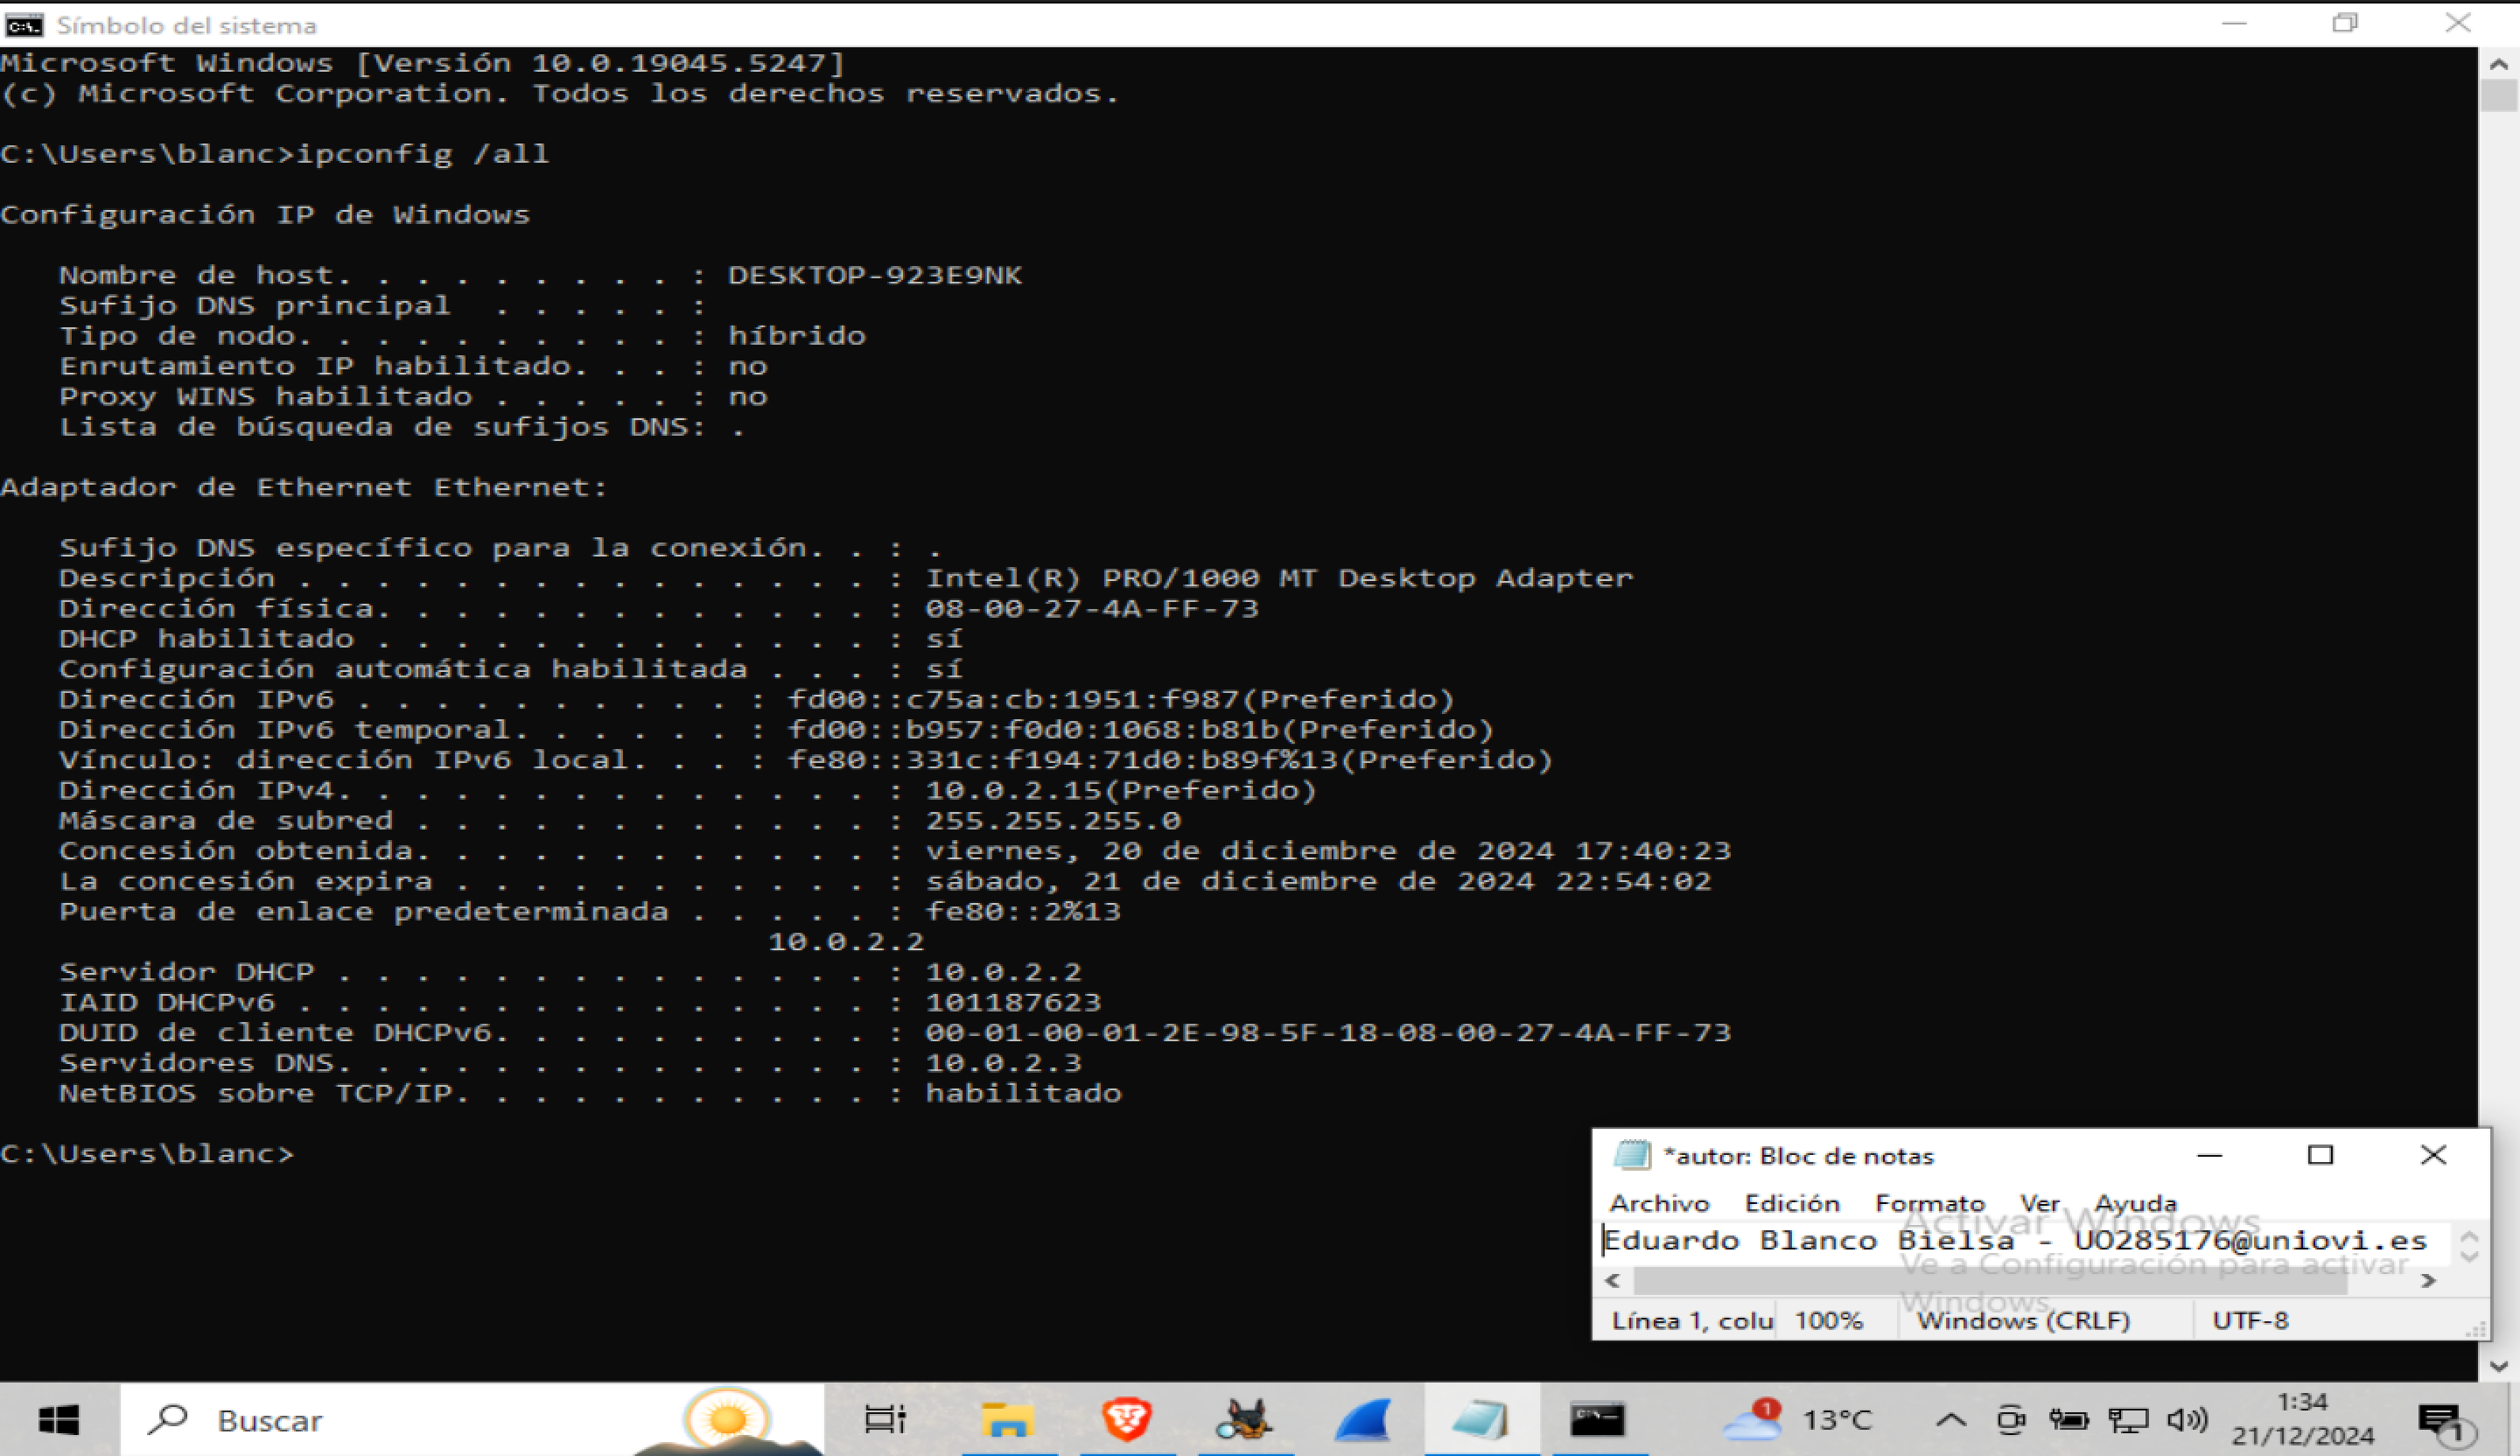 Símbolo del sistema
Microsoft Windows [Versión 10.0.19045.5247]
(c) Microsoft Corporation. Todos los derechos reservados.
C:\Users\blanc>ipconfig /all
Configuración IP de Windows
Nombre de host. . . . . . . . . : DESKTOP-923E9NK
Sufijo DNS principal  . . . . . :
Tipo de nodo. . . . . . . . . . : híbrido
Enrutamiento IP habilitado. . . : no
Proxy WINS habilitado . . . . . : no
Lista de búsqueda de sufijos DNS: .
Adaptador de Ethernet Ethernet:
Sufijo DNS específico para la conexión. . : .
Descripción . . . . . . . . . . . . . . . : Intel(R) PRO/1000 MT Desktop Adapter
Dirección física. . . . . . . . . . . . . : 08-00-27-4A-FF-73
DHCP habilitado . . . . . . . . . . . . . : sí
Configuración automática habilitada . . . : sí
Dirección IPv6 . . . . . . . . . . : fd00::c75a:cb:1951:f987(Preferido)
Dirección IPv6 temporal. . . . . . : fd00::b957:f0d0:1068:b81b(Preferido)
Vínculo: dirección IPv6 local. . . : fe80::331c:f194:71d0:b89f%13(Preferido)
Dirección IPv4. . . . . . . . . . . . . . : 10.0.2.15(Preferido)
Máscara de subred . . . . . . . . . . . . : 255.255.255.0
Concesión obtenida. . . . . . . . . . . . : viernes, 20 de diciembre de 2024 17:40:23
La concesión expira . . . . . . . . . . . : sábado, 21 de diciembre de 2024 22:54:02
Puerta de enlace predeterminada . . . . . : fe80::2%13
10.0.2.2
Servidor DHCP . . . . . . . . . . . . . . : 10.0.2.2
IAID DHCPv6 . . . . . . . . . . . . . . . : 101187623
DUID de cliente DHCPv6. . . . . . . . . . : 00-01-00-01-2E-98-5F-18-08-00-27-4A-FF-73
Servidores DNS. . . . . . . . . . . . . . : 10.0.2.3
NetBIOS sobre TCP/IP. . . . . . . . . . . : habilitado
C:\Users\blanc>
*autor: Bloc de notas
Archivo Edición Formato Ver Ayuda
Activar Windows
Eduardo Blanco Bielsa - UO285176@uniovi.es
Ve a Configuración para activar
Windows.
Línea 1, colu 100% Windows (CRLF) UTF-8
Buscar
1
13°C
1:34
21/12/2024
1